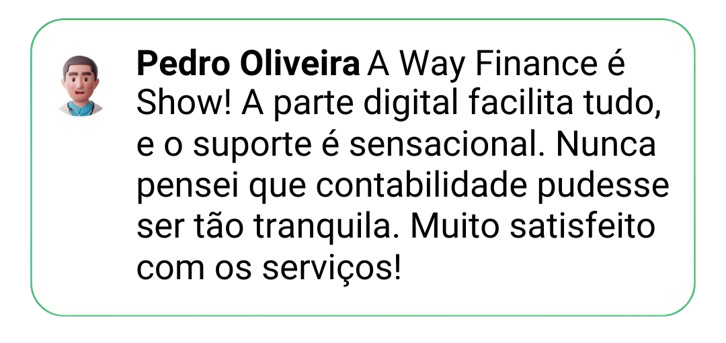 Pedro Oliveira A Way Finance é
Show! A parte digital facilita tudo,
e o suporte é sensacional. Nunca
pensei que contabilidade pudesse
ser tão tranquila. Muito satisfeito
com os serviços!